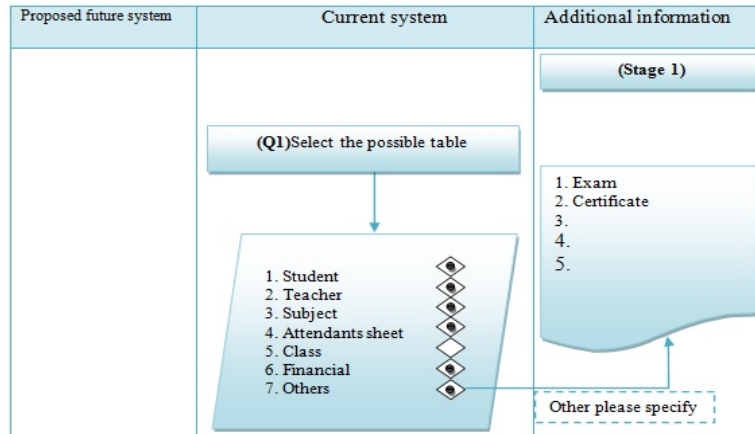 Proposed future system
Current system
Additional information
(Stage 1)
(Q1)Select the possible table
1. Exam
2. Certificate
3.
4.
5.
1. Student
2. Teacher
3. Subject
4. Attendants sheet
5. Class
6. Financial
7. Others
Other please specify